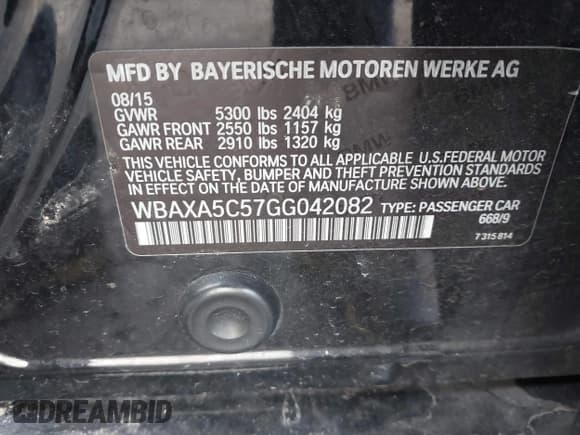 MFD BY BAYERISCHE MOTOREN WERKE AG
08/15
GVWR 5300 lbs 2404 kg
GAWR FRONT 2550 lbs 1157 kg
GAWR REAR 2910 lbs 1320 kg
THIS VEHICLE CONFORMS TO ALL APPLICABLE U.S.FEDERAL MOTOR
VEHICLE SAFETY, BUMPER AND THEFT PREVENTION STANDARDS
IN EFFECT ON THE DATE OF MANUFACTURE SHOWN ABOVE.
WBAXA5C57GG042082 TYPE: PASSENGER CAR
668/9
7 315 814
DREAMBID